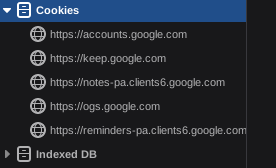 Cookies
https://accounts.google.com
https://keep.google.com
https://notes-pa.clients6.google.com
https://ogs.google.com
https://reminders-pa.clients6.google.com
Indexed DB